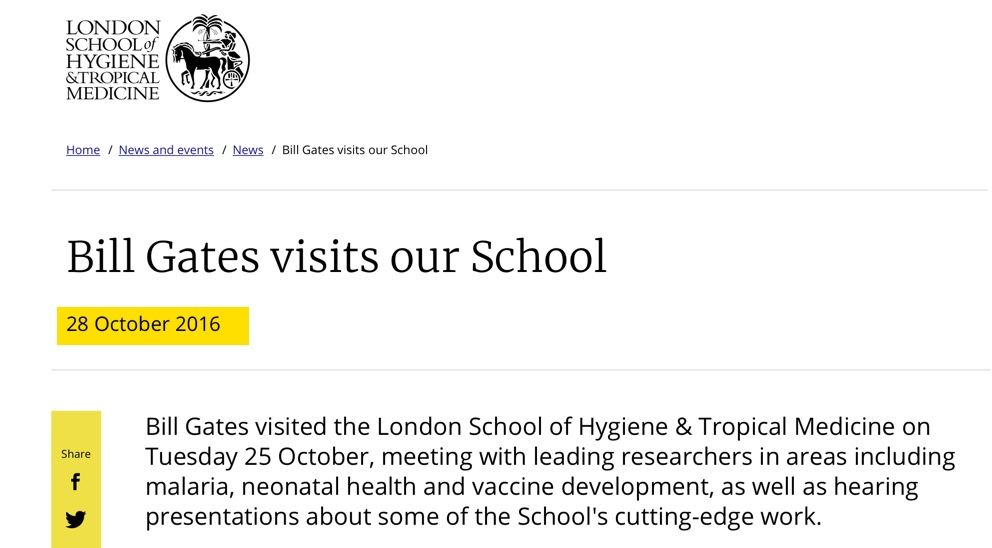 LONDON
SCHOOL of
HYGIENE
&TROPICAL
MEDICINE
Home / News and events / News / Bill Gates visits our School
Bill Gates visits our School
28 October 2016
Share
Bill Gates visited the London School of Hygiene & Tropical Medicine on
Tuesday 25 October, meeting with leading researchers in areas including
malaria, neonatal health and vaccine development, as well as hearing
presentations about some of the School's cutting-edge work.